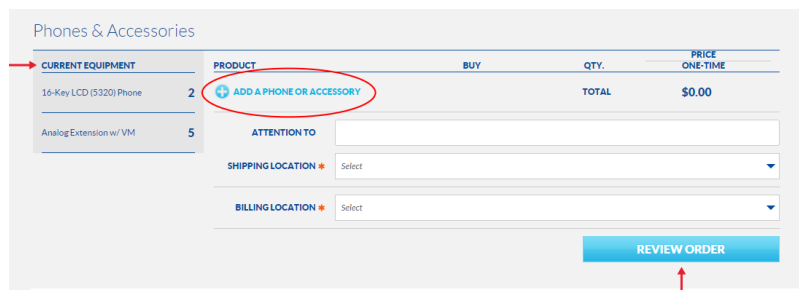 Phones & Accessories
CURRENT EQUIPMENT
16-Key LCD (5320) Phone 2
Analog Extension w/ VM 5
PRICE
PRODUCT BUY QTY. ONE-TIME
ADD A PHONE OR ACCESSORY TOTAL $0.00
ATTENTION TO
SHIPPING LOCATION * Select
BILLING LOCATION * Select
REVIEW ORDER